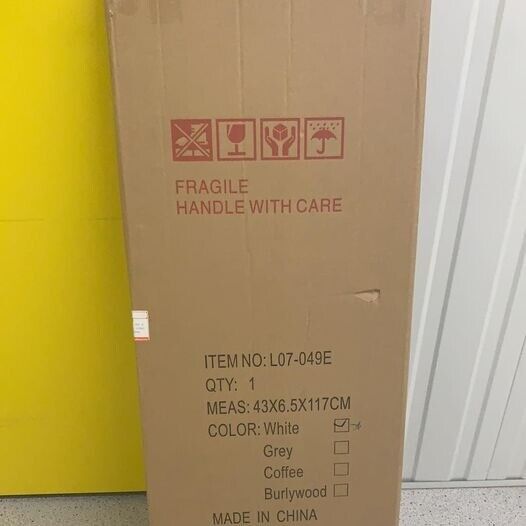 FRAGILE
HANDLE WITH CARE
ITEM NO: L07-049E
QTY: 1
MEAS: 43X6.5X117CM
COLOR: White
Grey
Coffee
Burlywood
MADE IN CHINA